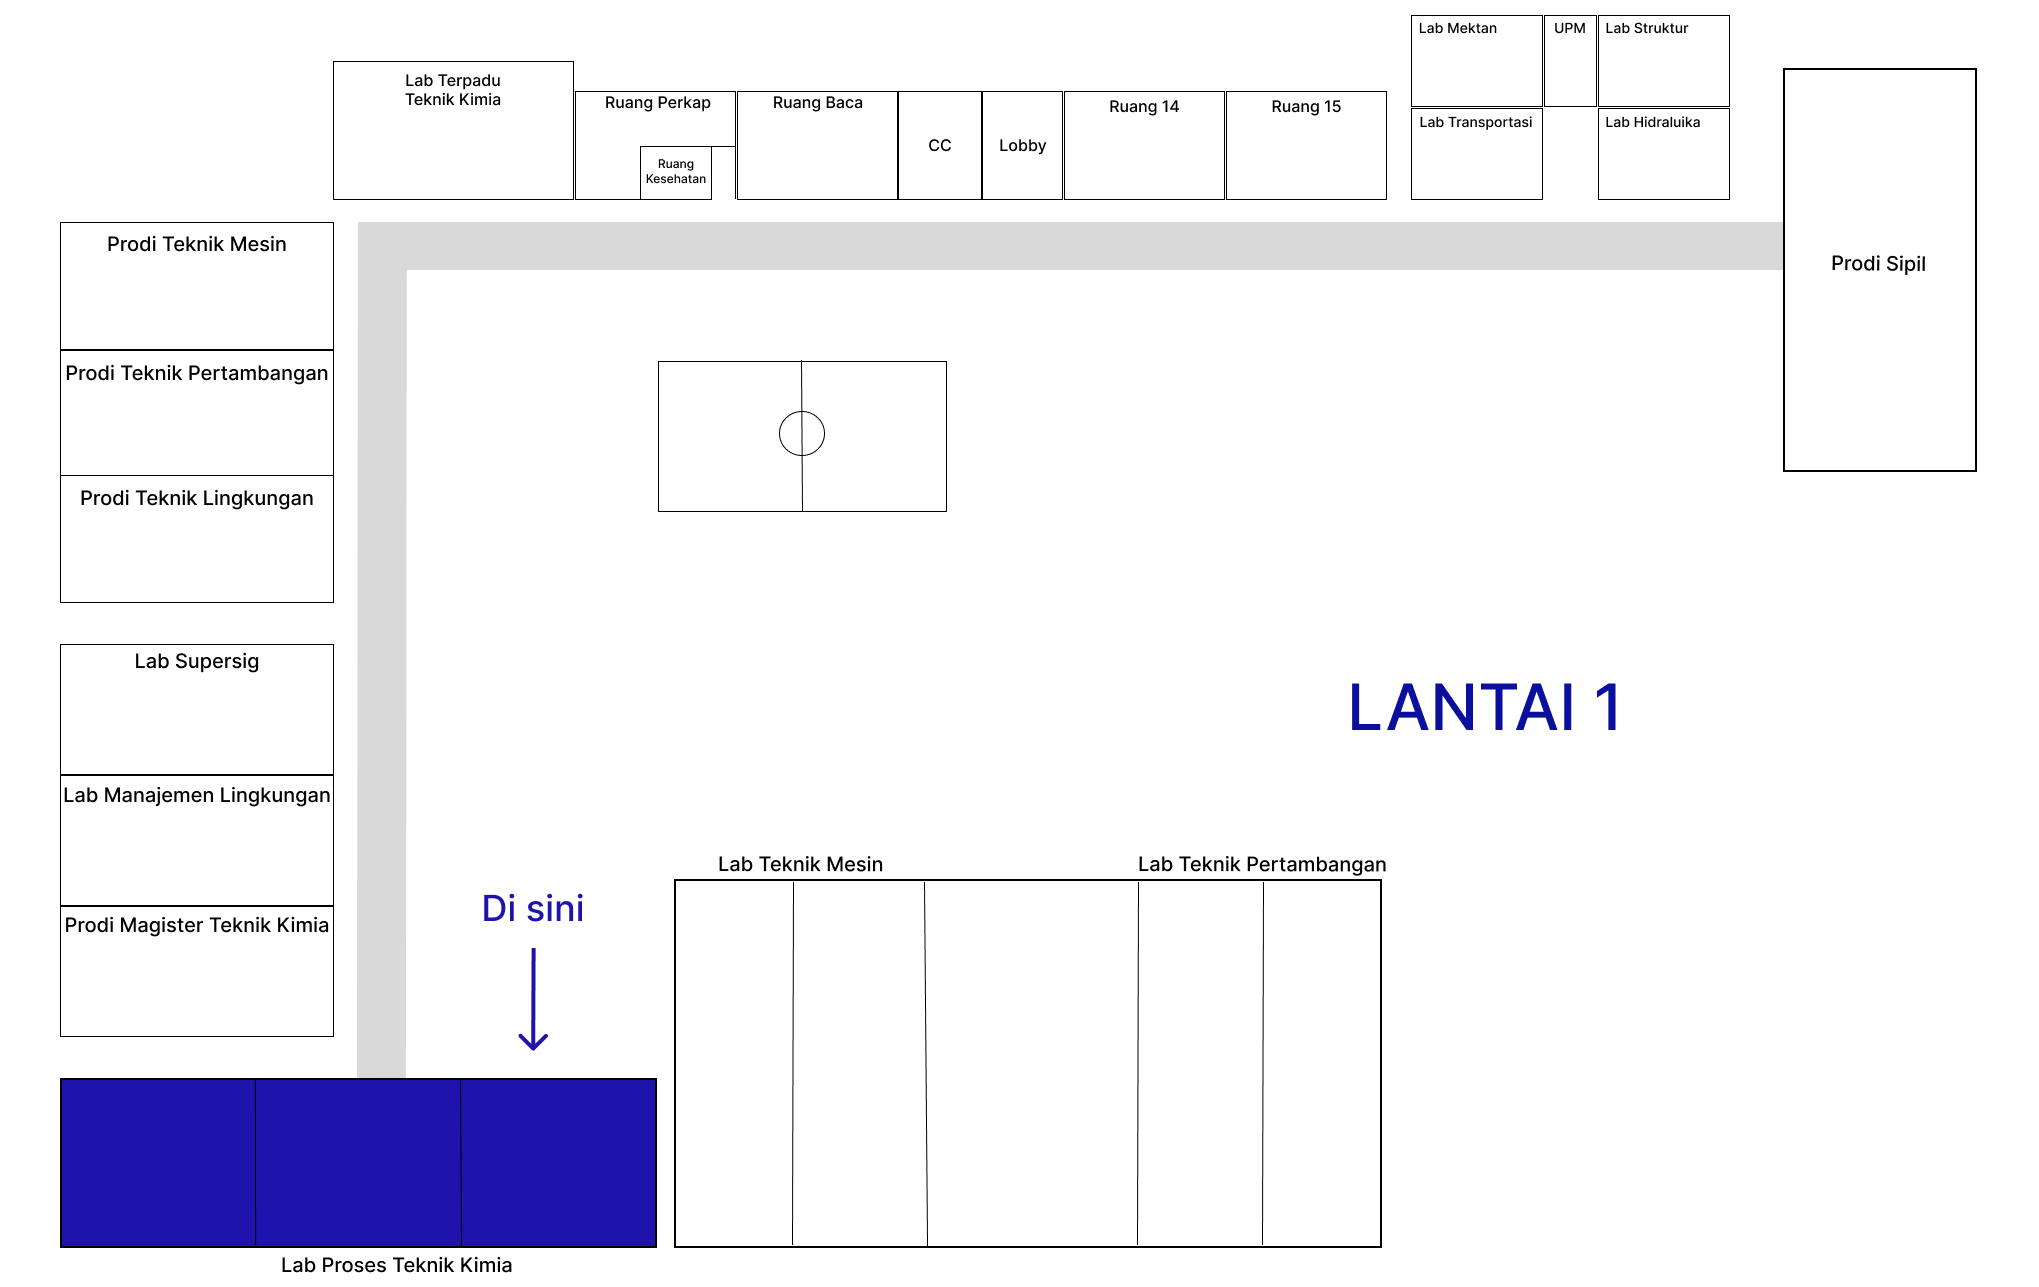 Lab Mektan
UPM
Lab Struktur
Lab Terpadu
Teknik Kimia
Ruang Perkap
Ruang Baca
Ruang 14
Ruang 15
Lab Transportasi
Lab Hidraluika
CC
Lobby
Ruang
Kesehatan
Prodi Teknik Mesin
Prodi Sipil
Prodi Teknik Pertambangan
Prodi Teknik Lingkungan
Lab Supersig
LANTAI 1
Lab Manajemen Lingkungan
Lab Teknik Mesin
Lab Teknik Pertambangan
Di sini
Prodi Magister Teknik Kimia
Lab Proses Teknik Kimia